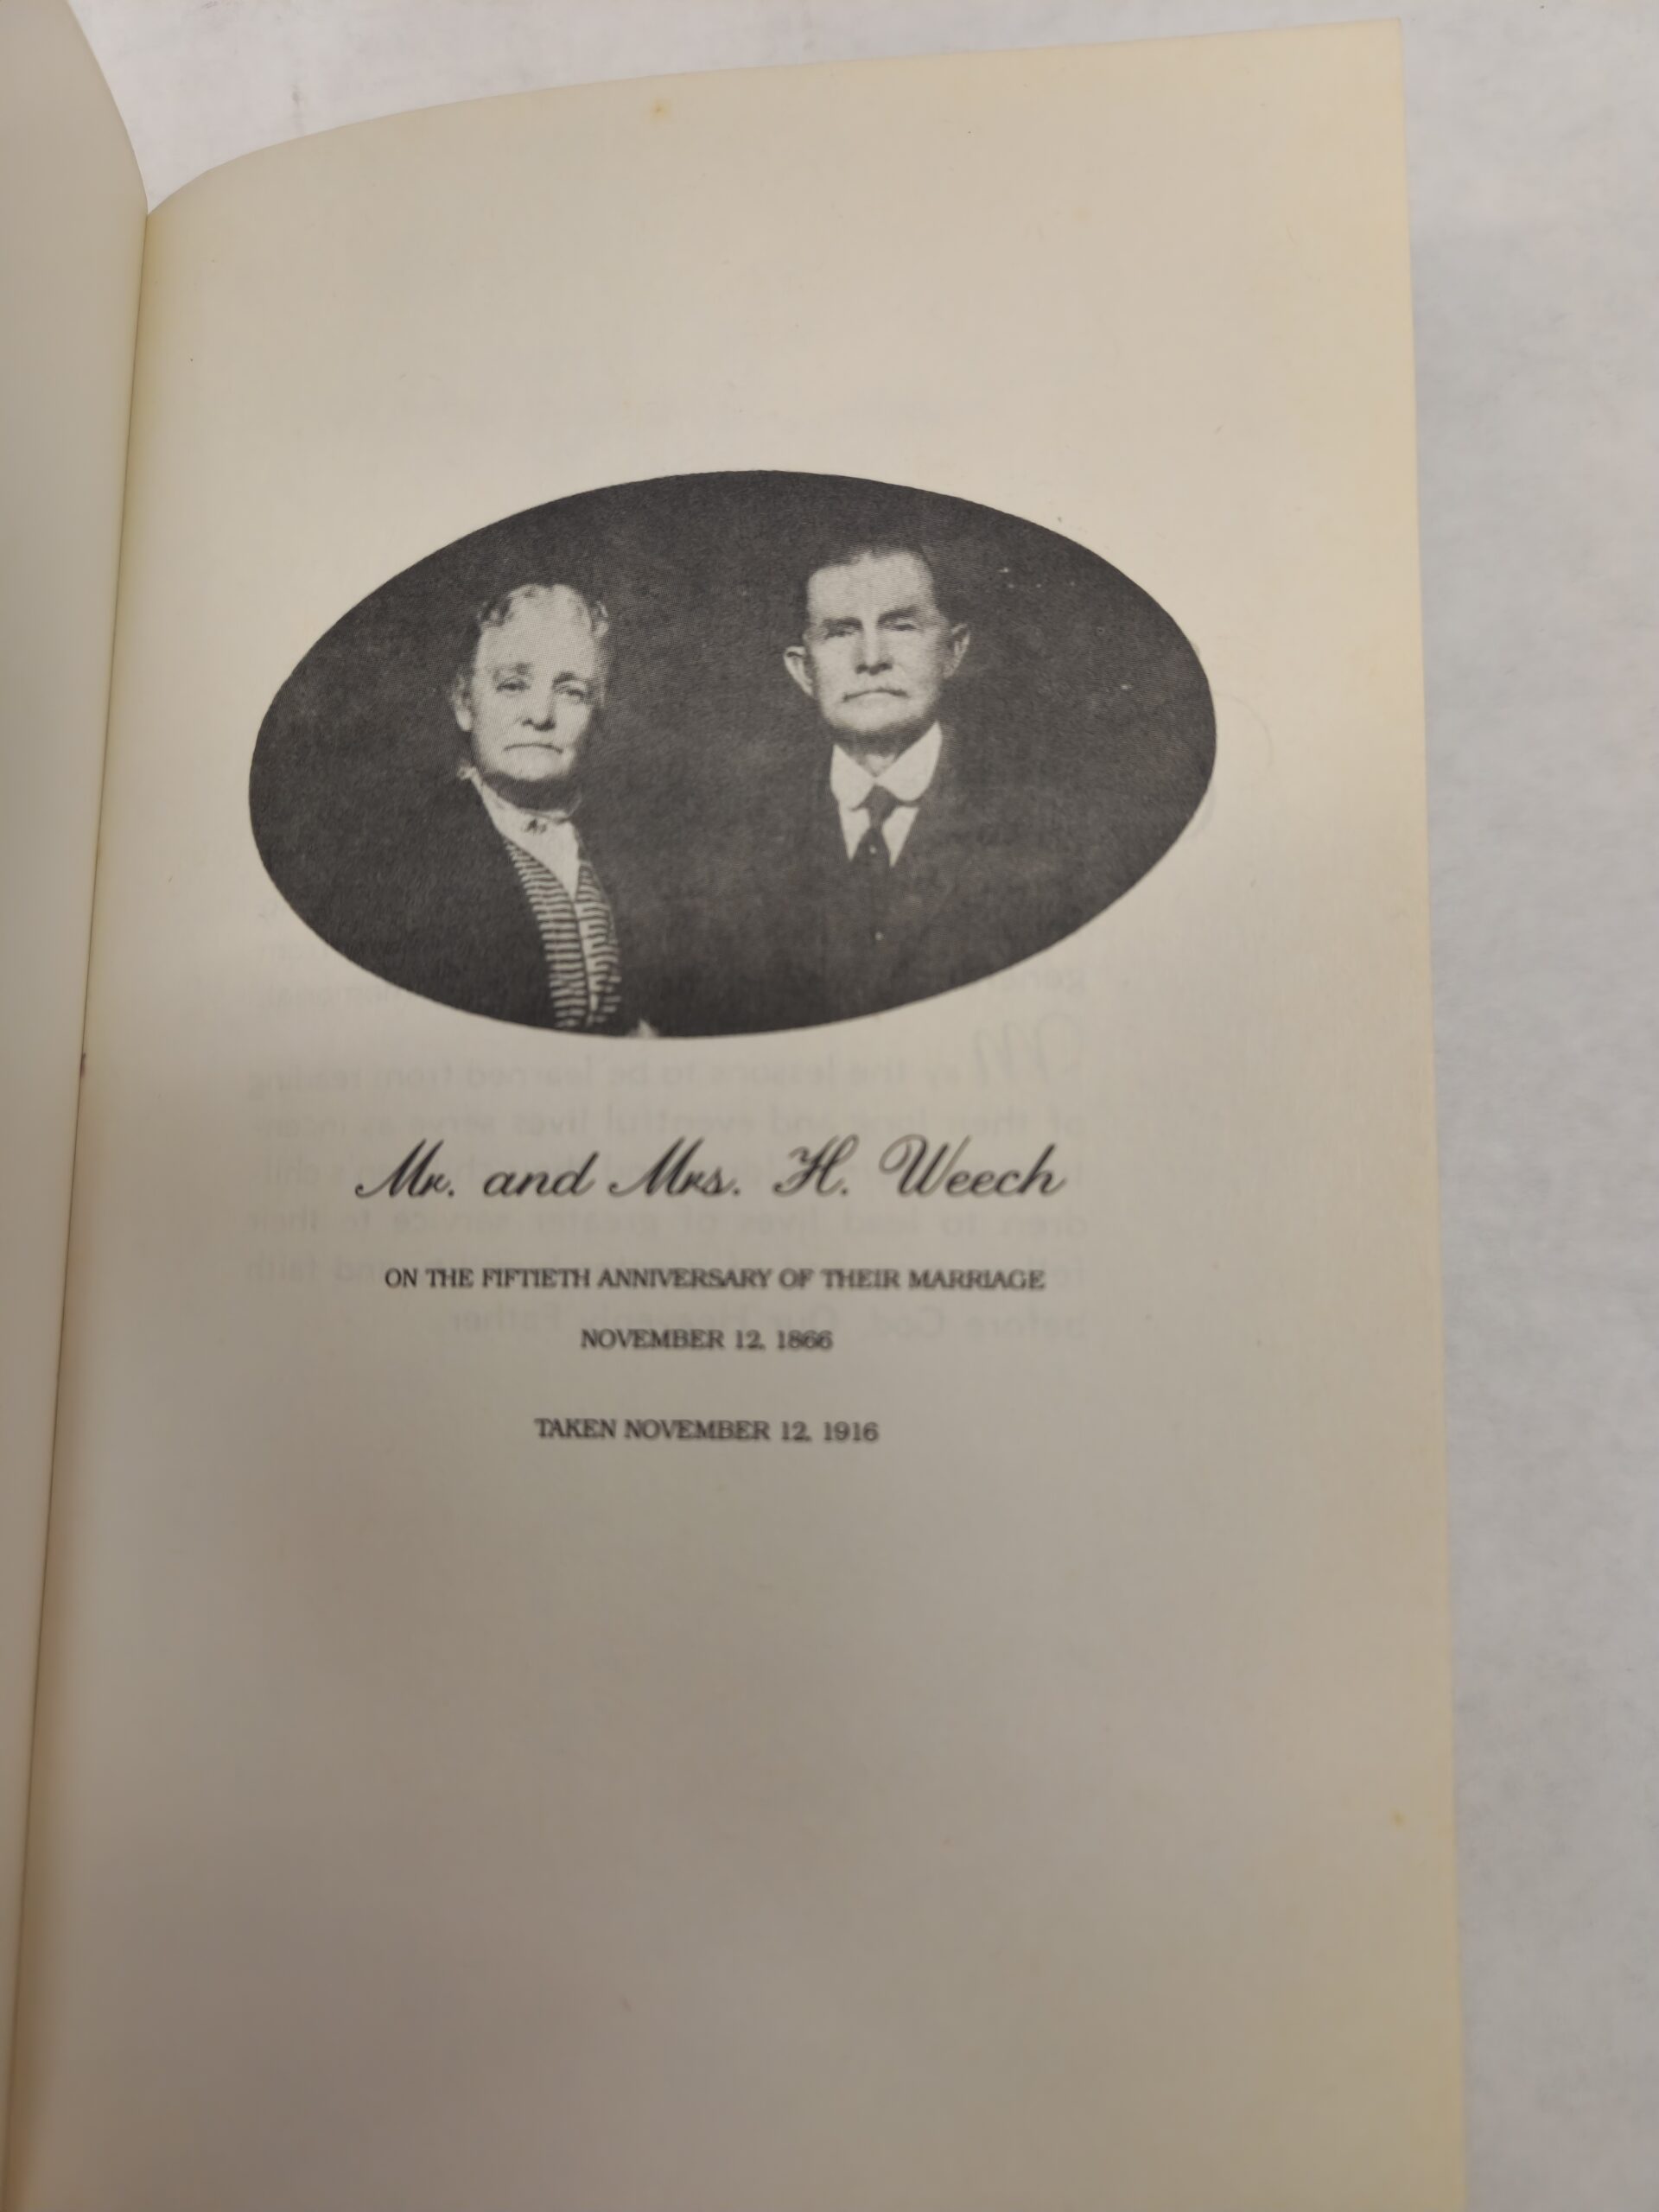 Mr. and Mrs. H. Weech
ON THE FIFTIETH ANNIVERSARY OF THEIR MARRIAGE
NOVEMBER 12, 1866
TAKEN NOVEMBER 12, 1916